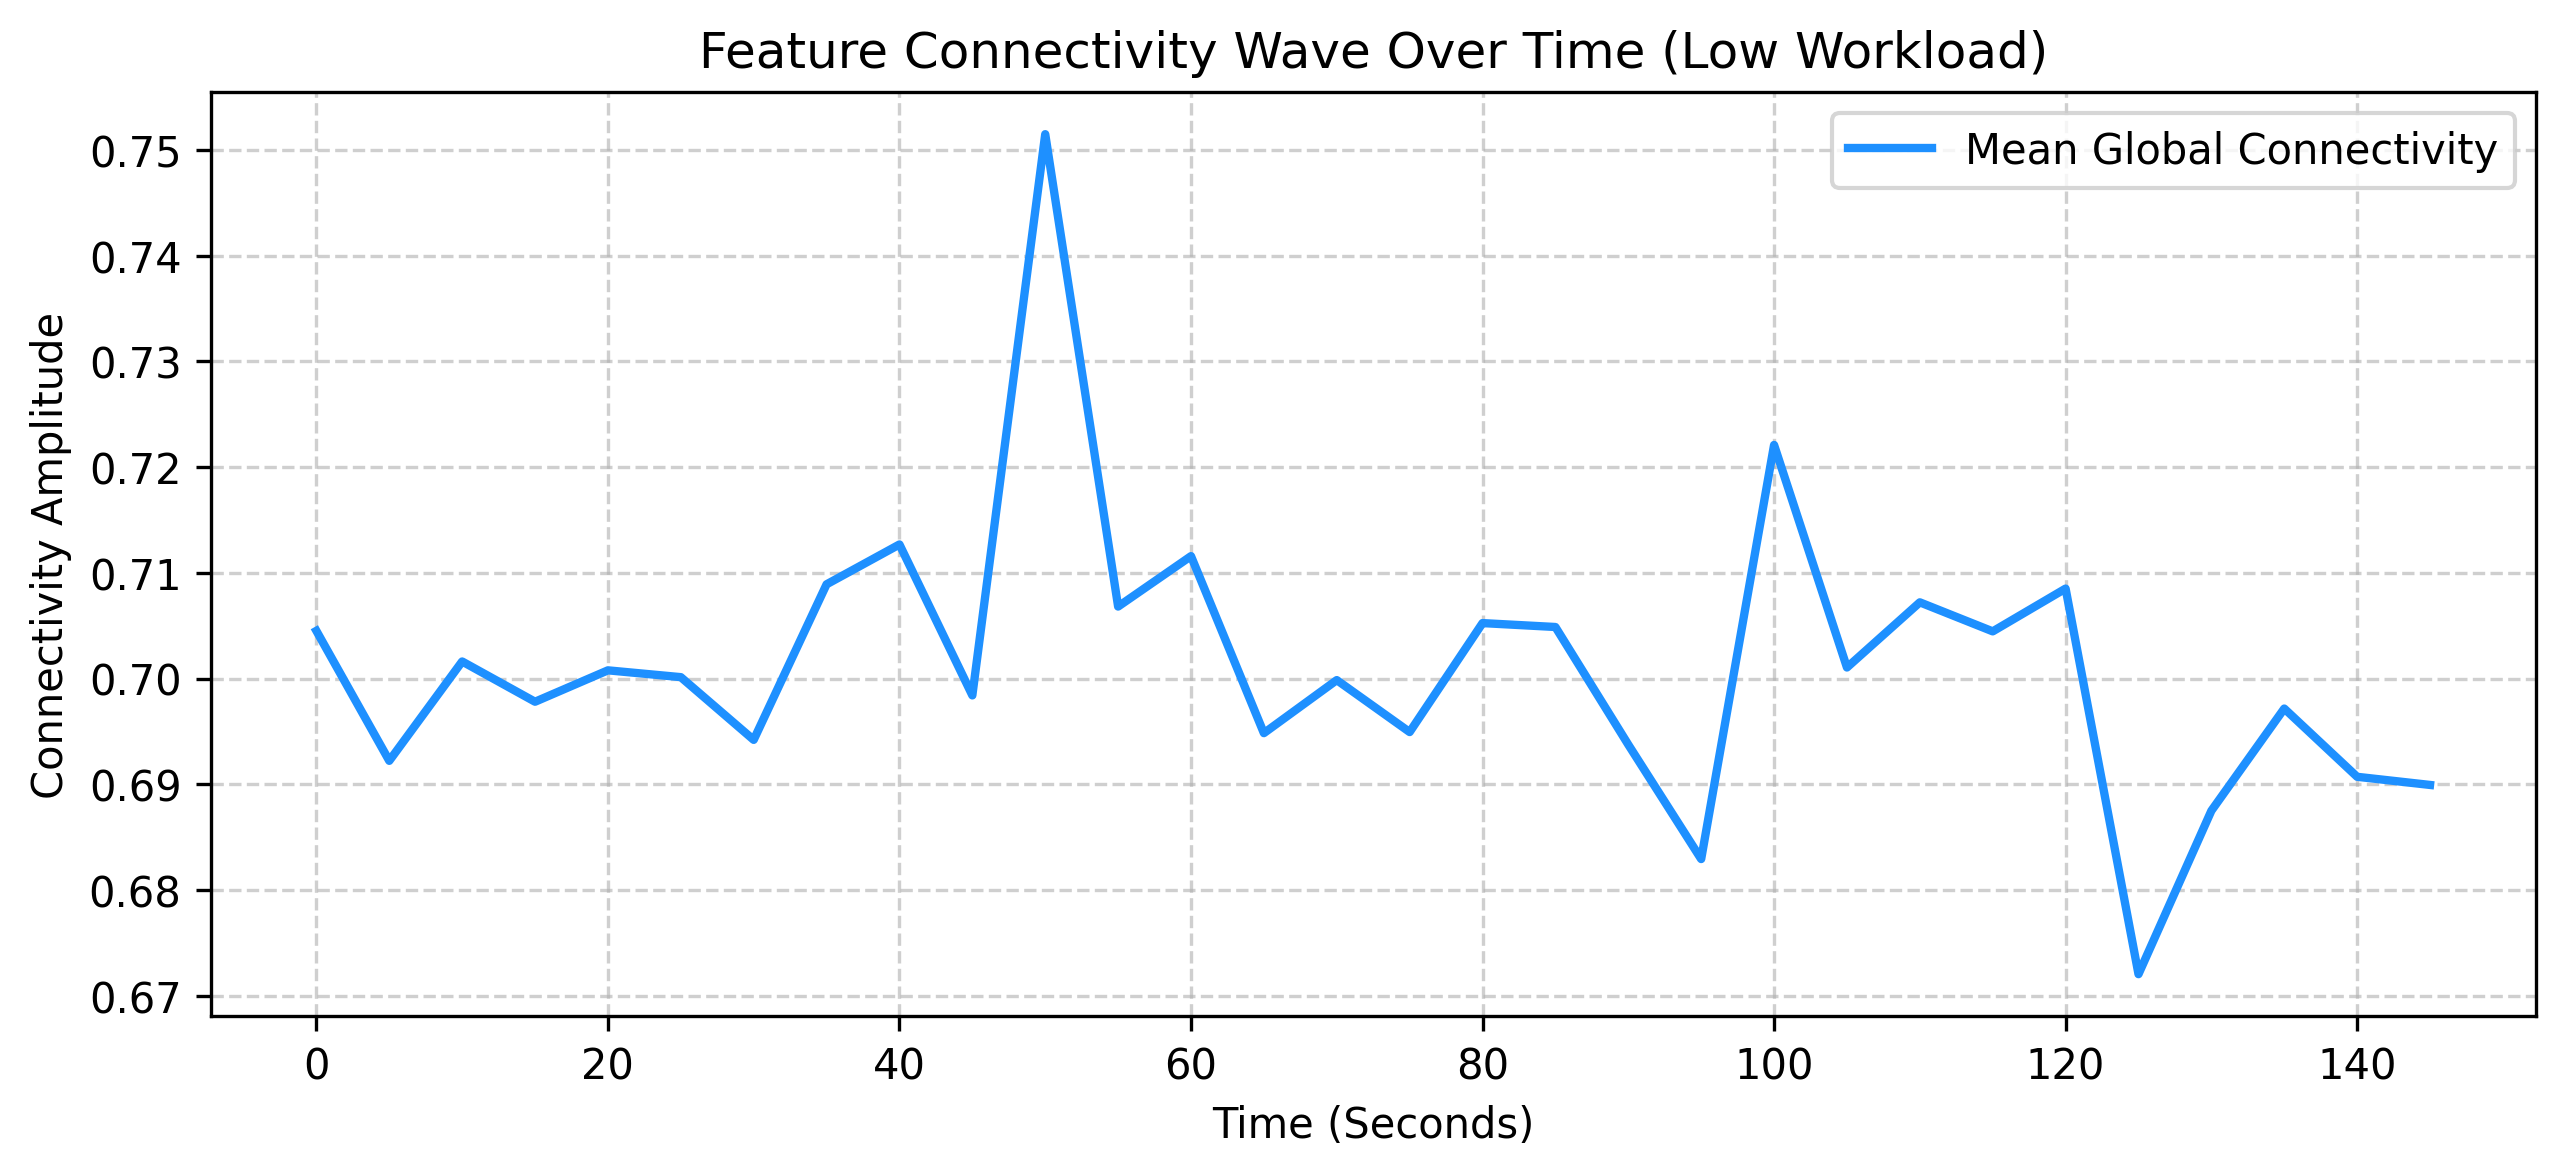 Feature Connectivity Wave Over Time (Low Workload)
Mean Global Connectivity
Connectivity Amplitude
0.75
0.74
0.73
0.72
0.71
0.70
0.69
0.68
0.67
0 20 40 60 80 100 120 140
Time (Seconds)